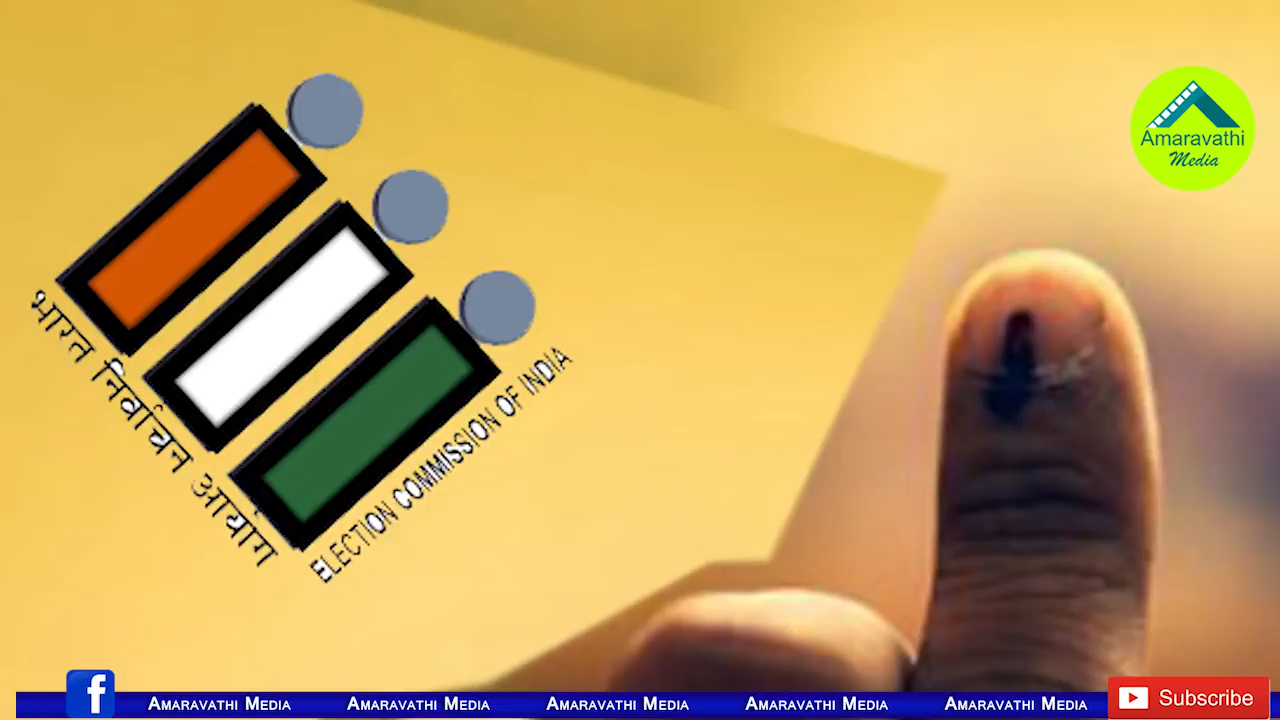 भारत निर्वाचन आयोग
ELECTION COMMISSION OF INDIA
Amaravathi
Media
f
AMARAVATHI MEDIA AMARAVATHI MEDIA AMARAVATHI MEDIA AMARAVATHI MEDIA AMARAVATHI MEDIA
Subscribe